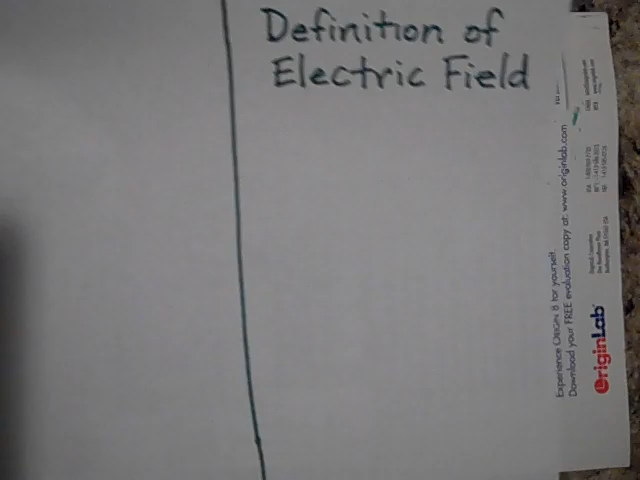 Definition of
Electric Field
Experience ORIGIN 8 for yourself.
Download your FREE evaluation copy at: www.originlab.com
OriginLab